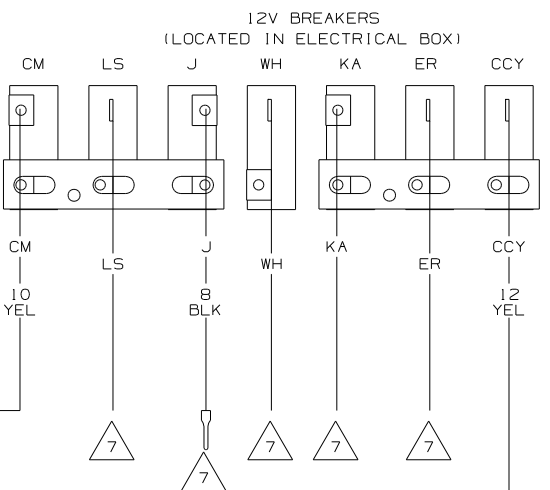 12V BREAKERS
(LOCATED IN ELECTRICAL BOX)
CM LS J WH KA ER CCY
CM J KA CCY
LS WH ER
10 8 12
YEL BLK YEL
7 7 7 7
7